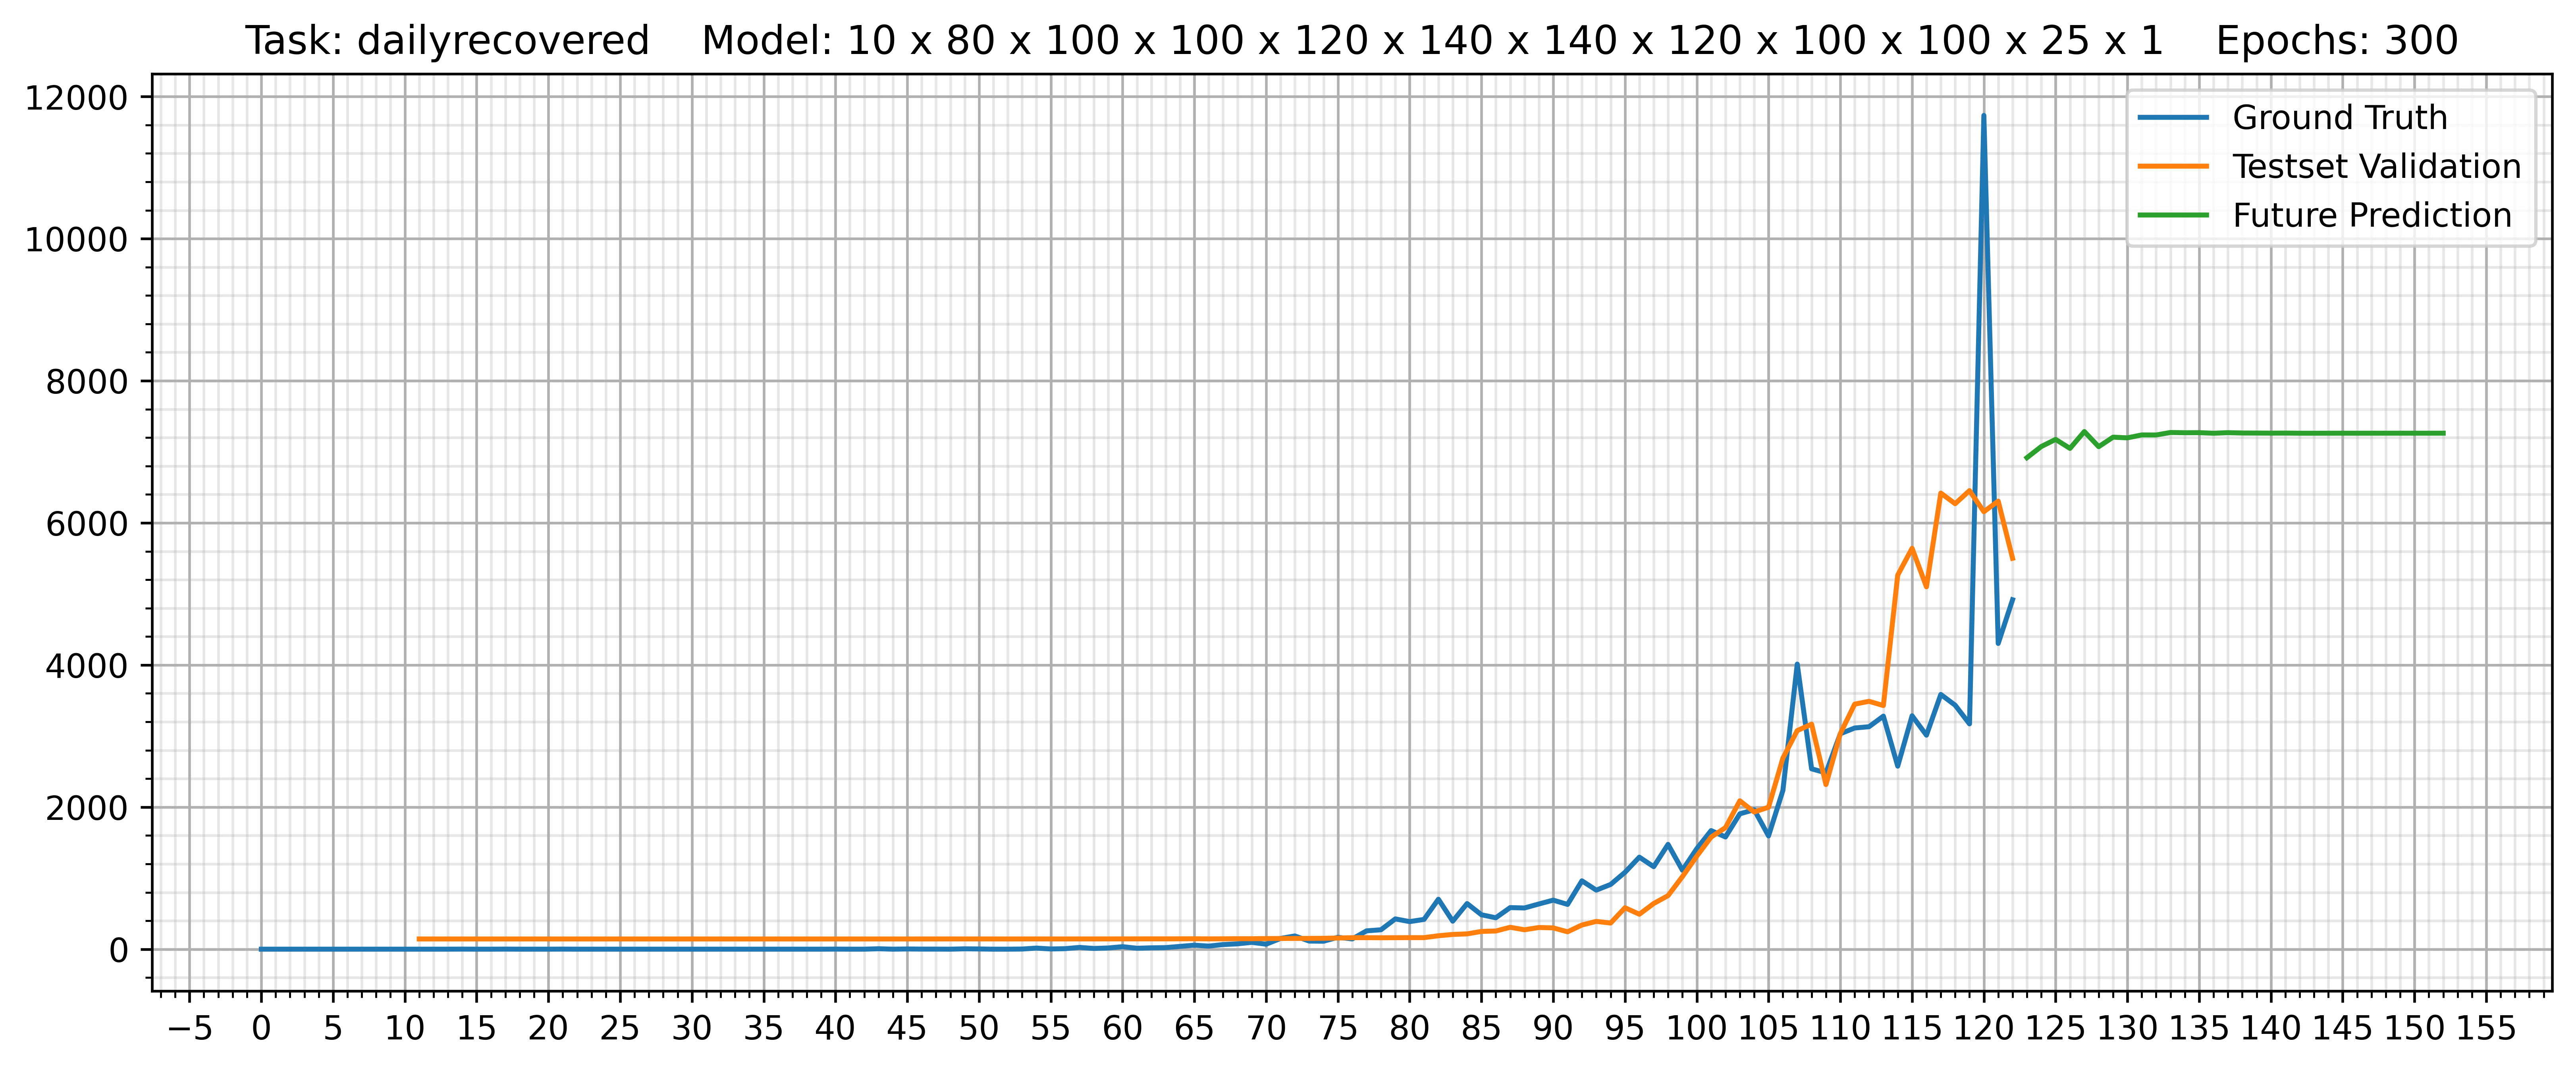 Task: dailyrecovered    Model: 10 x 80 x 100 x 100 x 120 x 140 x 140 x 120 x 100 x 100 x 25 x 1    Epochs: 300
12000
10000
8000
6000
4000
2000
0
Ground Truth
Testset Validation
Future Prediction
−5 0 5 10 15 20 25 30 35 40 45 50 55 60 65 70 75 80 85 90 95 100 105 110 115 120 125 130 135 140 145 150 155